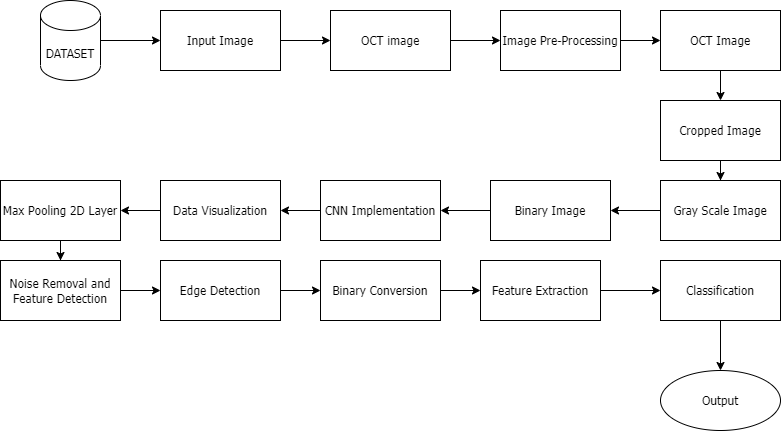 DATASET
Input Image
OCT image
Image Pre-Processing
OCT Image
Cropped Image
Gray Scale Image
Binary Image
CNN Implementation
Data Visualization
Max Pooling 2D Layer
Noise Removal and
Feature Detection
Edge Detection
Binary Conversion
Feature Extraction
Classification
Output